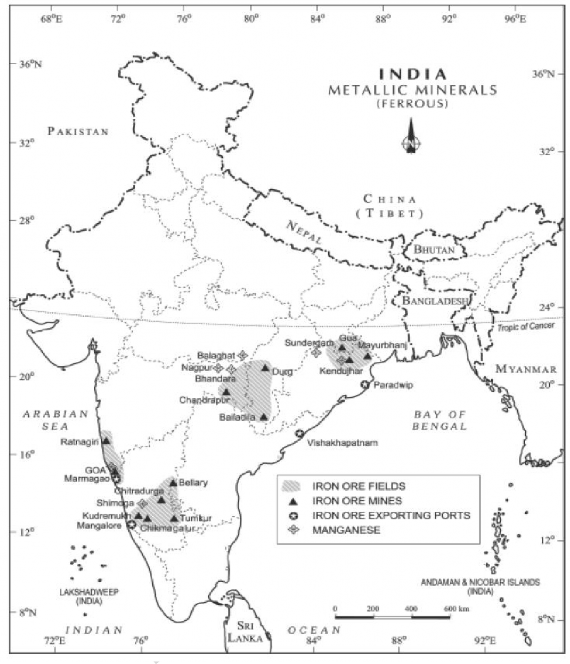 68°E
72°
76°
80°
84°
88°
92°
96°E
36°N
36°N
INDIA
METALLIC MINERALS
(FERROUS)
N
PAKISTAN
32°
32°
CHINA
(TIBET)
28°
NEPAL
BHUTAN
BANGLADESH
24°
Tropic of Cancer
Sundergarh
Gua
Mayurbhanj
Balaghat
Nagpur
Durg
Kendujhar
MYANMAR
20°
Bhandara
Paradwip
20°
Chandrapur
ARABIAN
SEA
Bailadila
BAY OF
BENGAL
Ratnagiri
Vishakhapatnam
16°
16°
GOA
Marmagao
Bellary
Chitradurga
Shimoga
Kudremukh
Tumkur
Mangalore
Chikmagalur
IRON ORE FIELDS
IRON ORE MINES
IRON ORE EXPORTING PORTS
MANGANESE
12°
12°
LAKSHADWEEP
(INDIA)
ANDAMAN & NICOBAR ISLANDS
(INDIA)
0 200 400 600 km
8°N
8°N
INDIAN
SRI
LANKA
OCEAN
72°E
76°
84°
88°
92°E